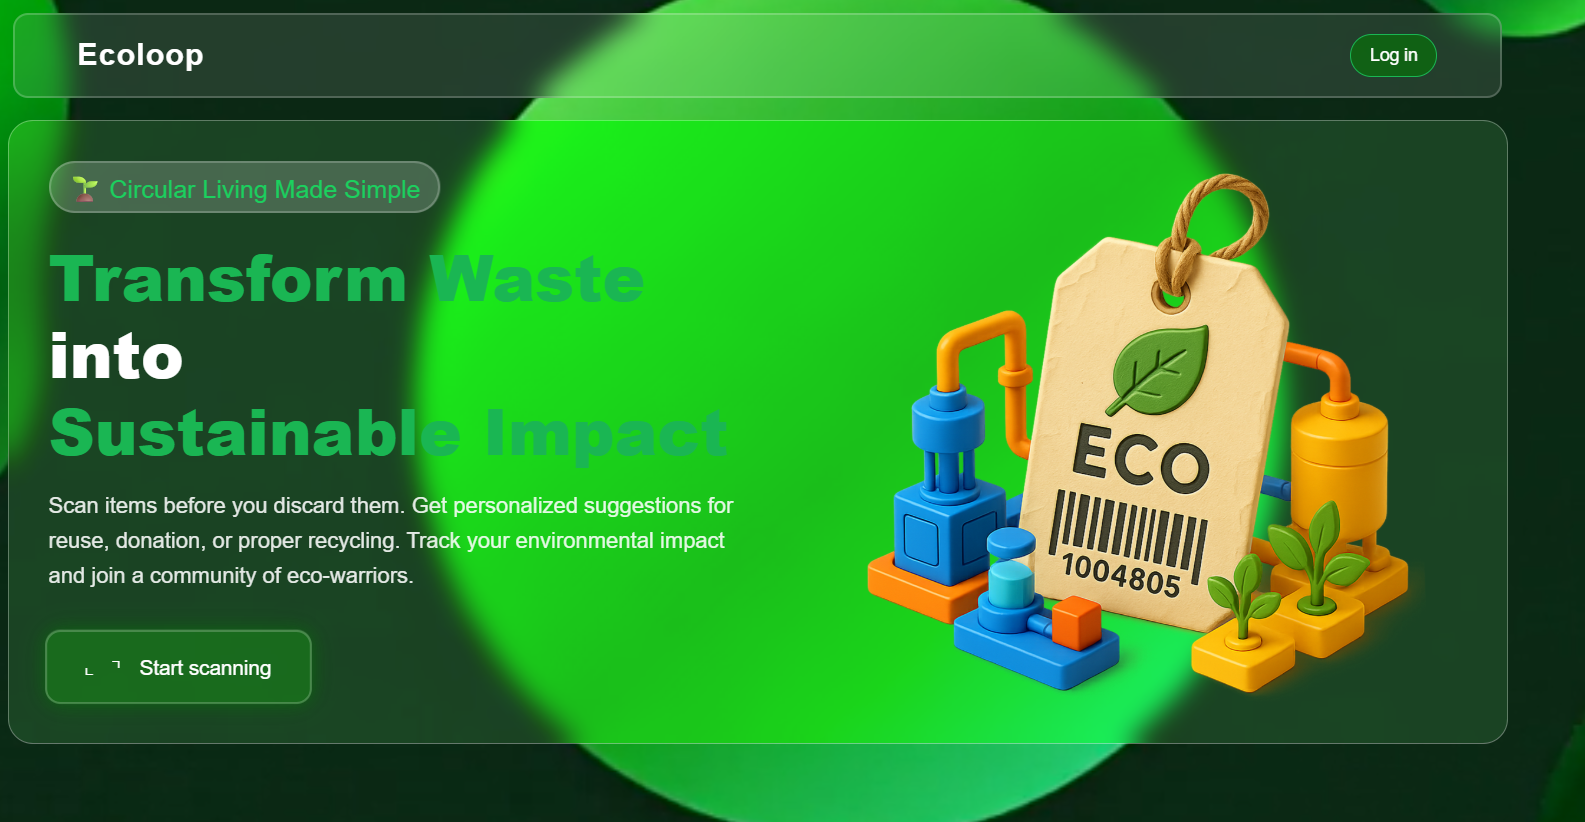 Ecoloop
Log in
Circular Living Made Simple
Transform Waste
into
Sustainable Impact
Scan items before you discard them. Get personalized suggestions for
reuse, donation, or proper recycling. Track your environmental impact
and join a community of eco-warriors.
Start scanning
ECO
1004805